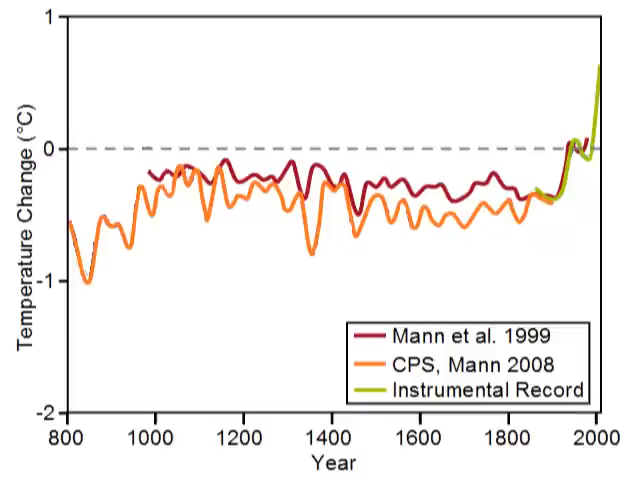 1
0
-1
-2
Temperature Change (°C)
Mann et al. 1999
CPS, Mann 2008
Instrumental Record
800 1000 1200 1400 1600 1800 2000
Year